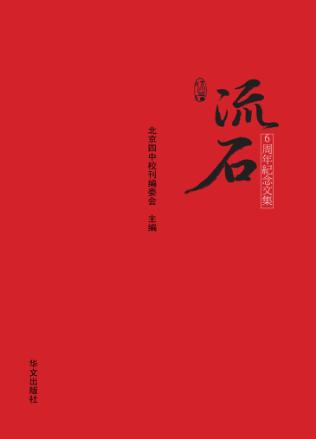 流石
6周年紀念文集
北京四中校刊编委会 主编
华文出版社